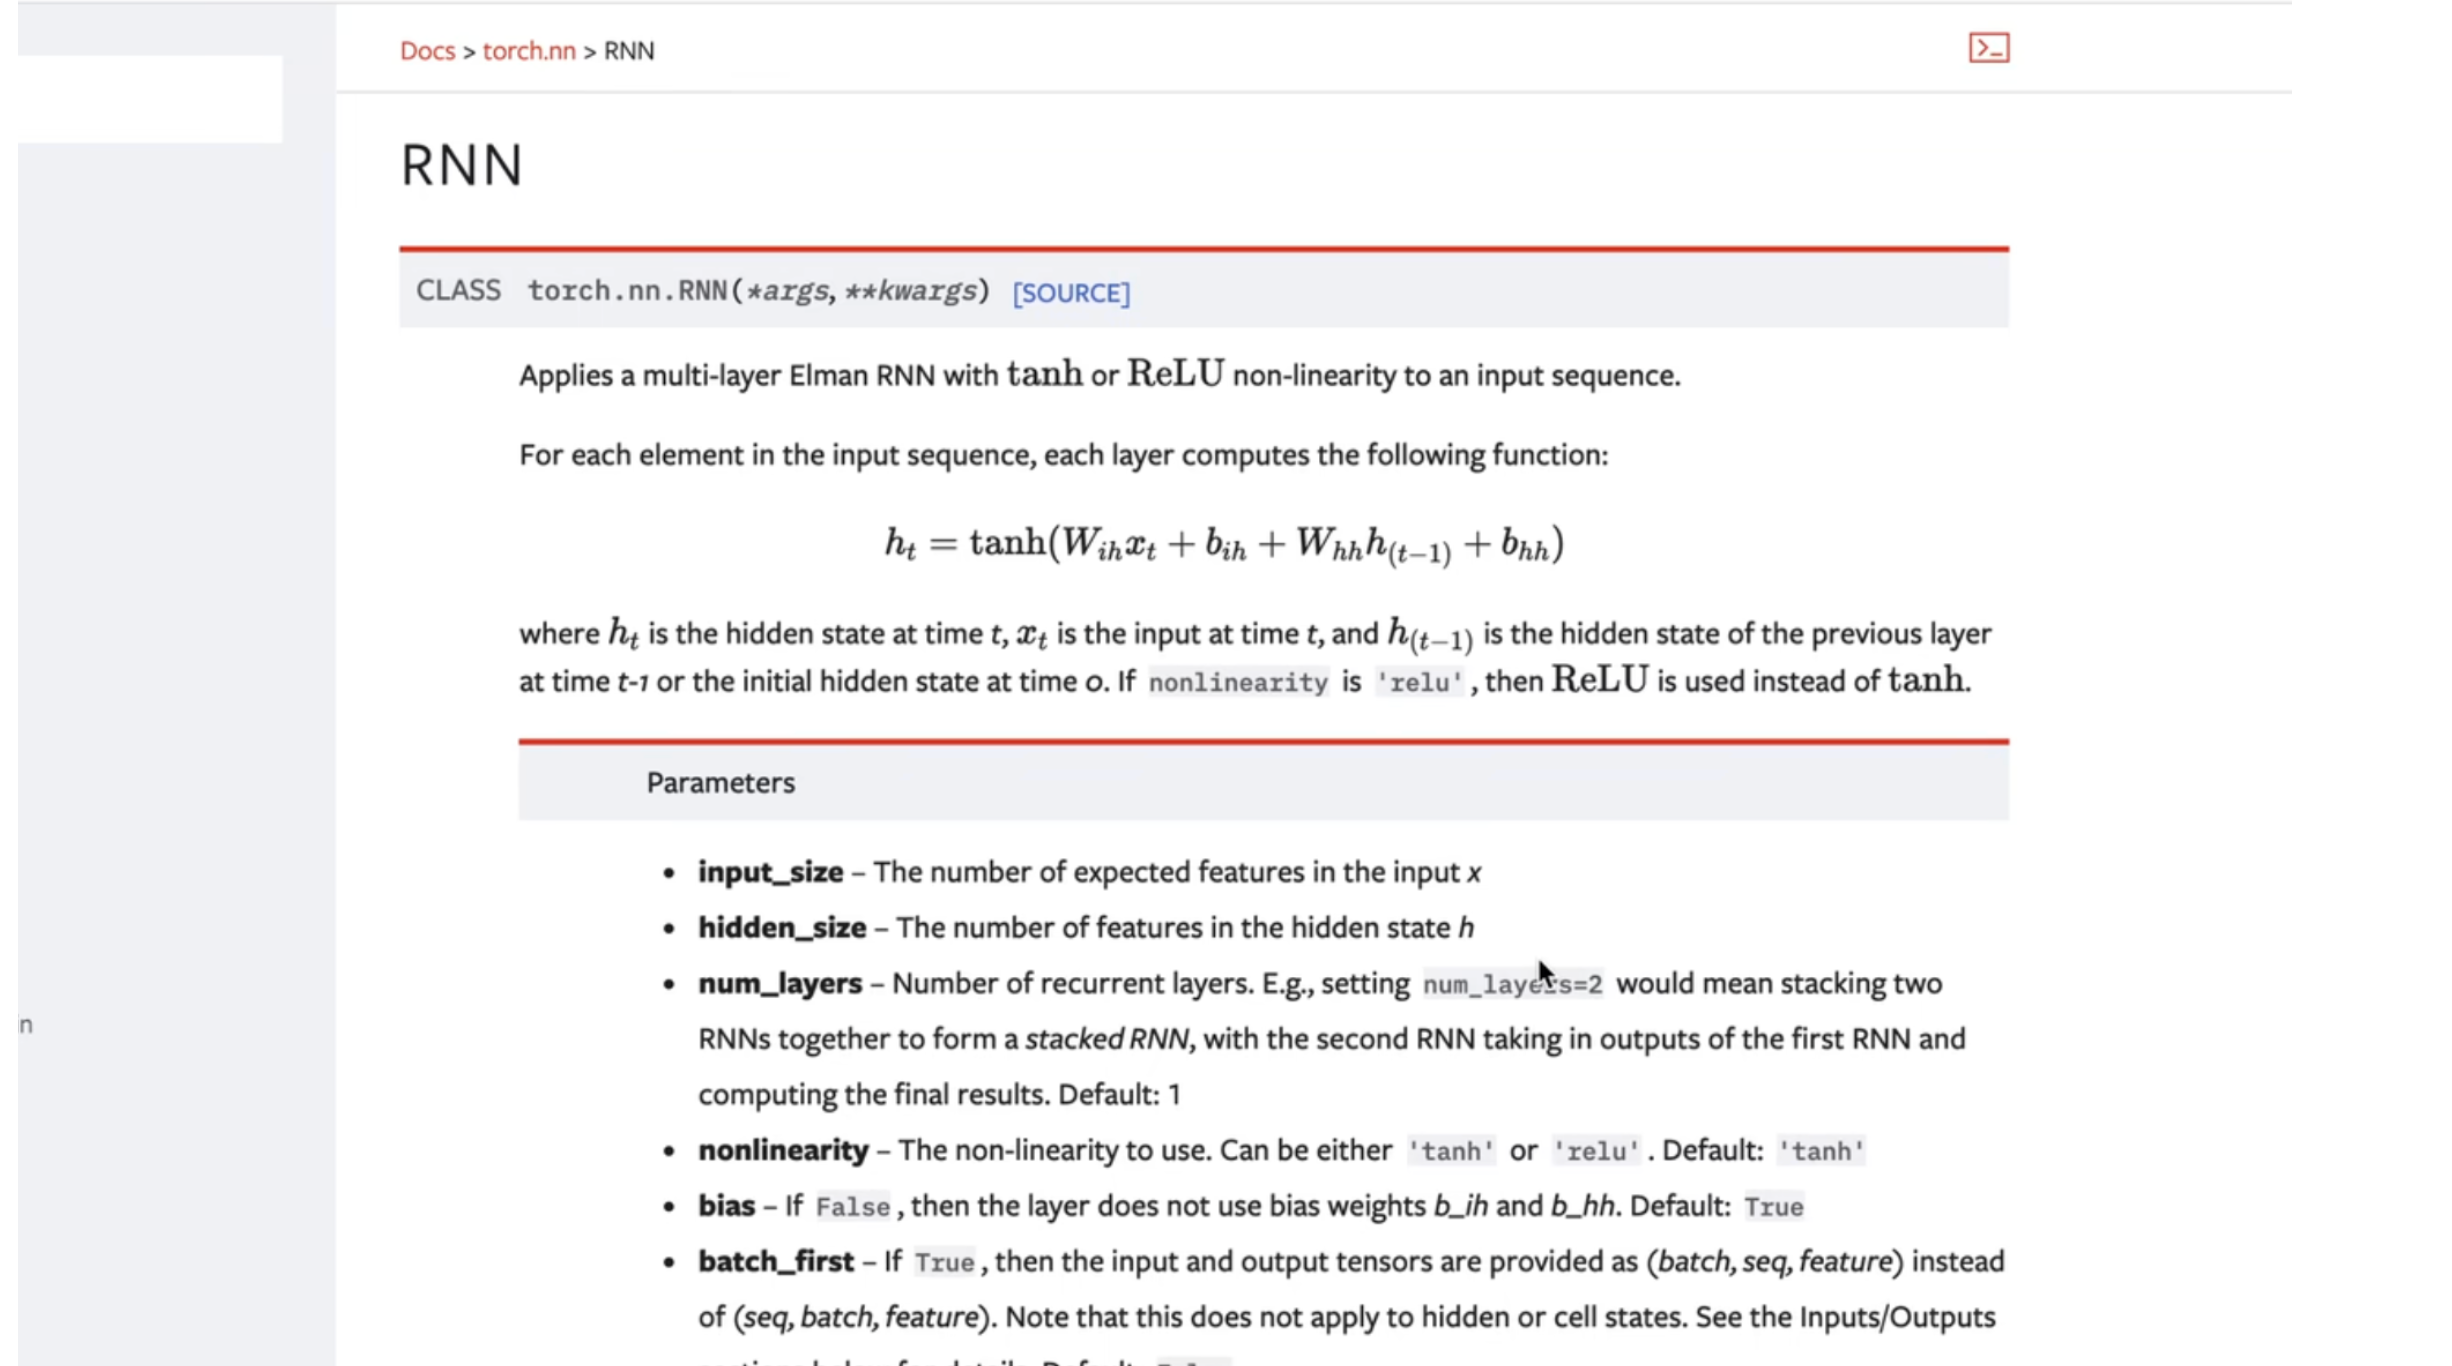 Docs > torch.nn > RNN
RNN
CLASS torch.nn.RNN(*args, **kwargs) [SOURCE]
Applies a multi-layer Elman RNN with tanh or ReLU non-linearity to an input sequence.
For each element in the input sequence, each layer computes the following function:
h_t = tanh(W_{ih}x_t + b_{ih} + W_{hh}h_{(t−1)} + b_{hh})
where h_t is the hidden state at time t, x_t is the input at time t, and h_{(t−1)} is the hidden state of the previous layer
at time t-1 or the initial hidden state at time 0. If nonlinearity is 'relu', then ReLU is used instead of tanh.
Parameters
• input_size – The number of expected features in the input x
• hidden_size – The number of features in the hidden state h
• num_layers – Number of recurrent layers. E.g., setting num_layers=2 would mean stacking two
RNNs together to form a stacked RNN, with the second RNN taking in outputs of the first RNN and
n
computing the final results. Default: 1
• nonlinearity – The non-linearity to use. Can be either 'tanh' or 'relu'. Default: 'tanh'
• bias – If False, then the layer does not use bias weights b_ih and b_hh. Default: True
• batch_first – If True, then the input and output tensors are provided as (batch, seq, feature) instead
of (seq, batch, feature). Note that this does not apply to hidden or cell states. See the Inputs/Outputs